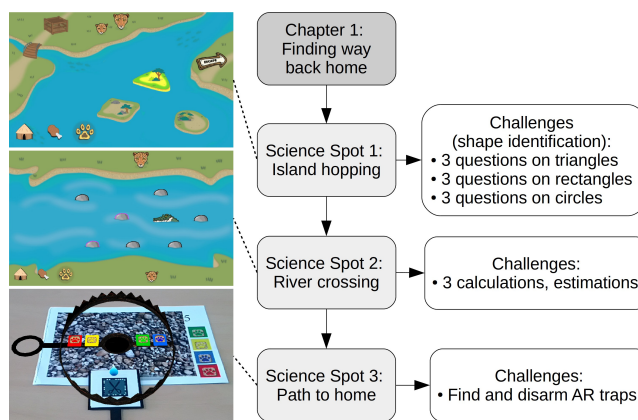 Chapter 1:
Finding way
back home
Science Spot 1:
Island hopping
Challenges
(shape identification):
• 3 questions on triangles
• 3 questions on rectangles
• 3 questions on circles
Science Spot 2:
River crossing
Challenges:
• 3 calculations, estimations
Science Spot 3:
Path to home
Challenges:
• Find and disarm AR traps
5